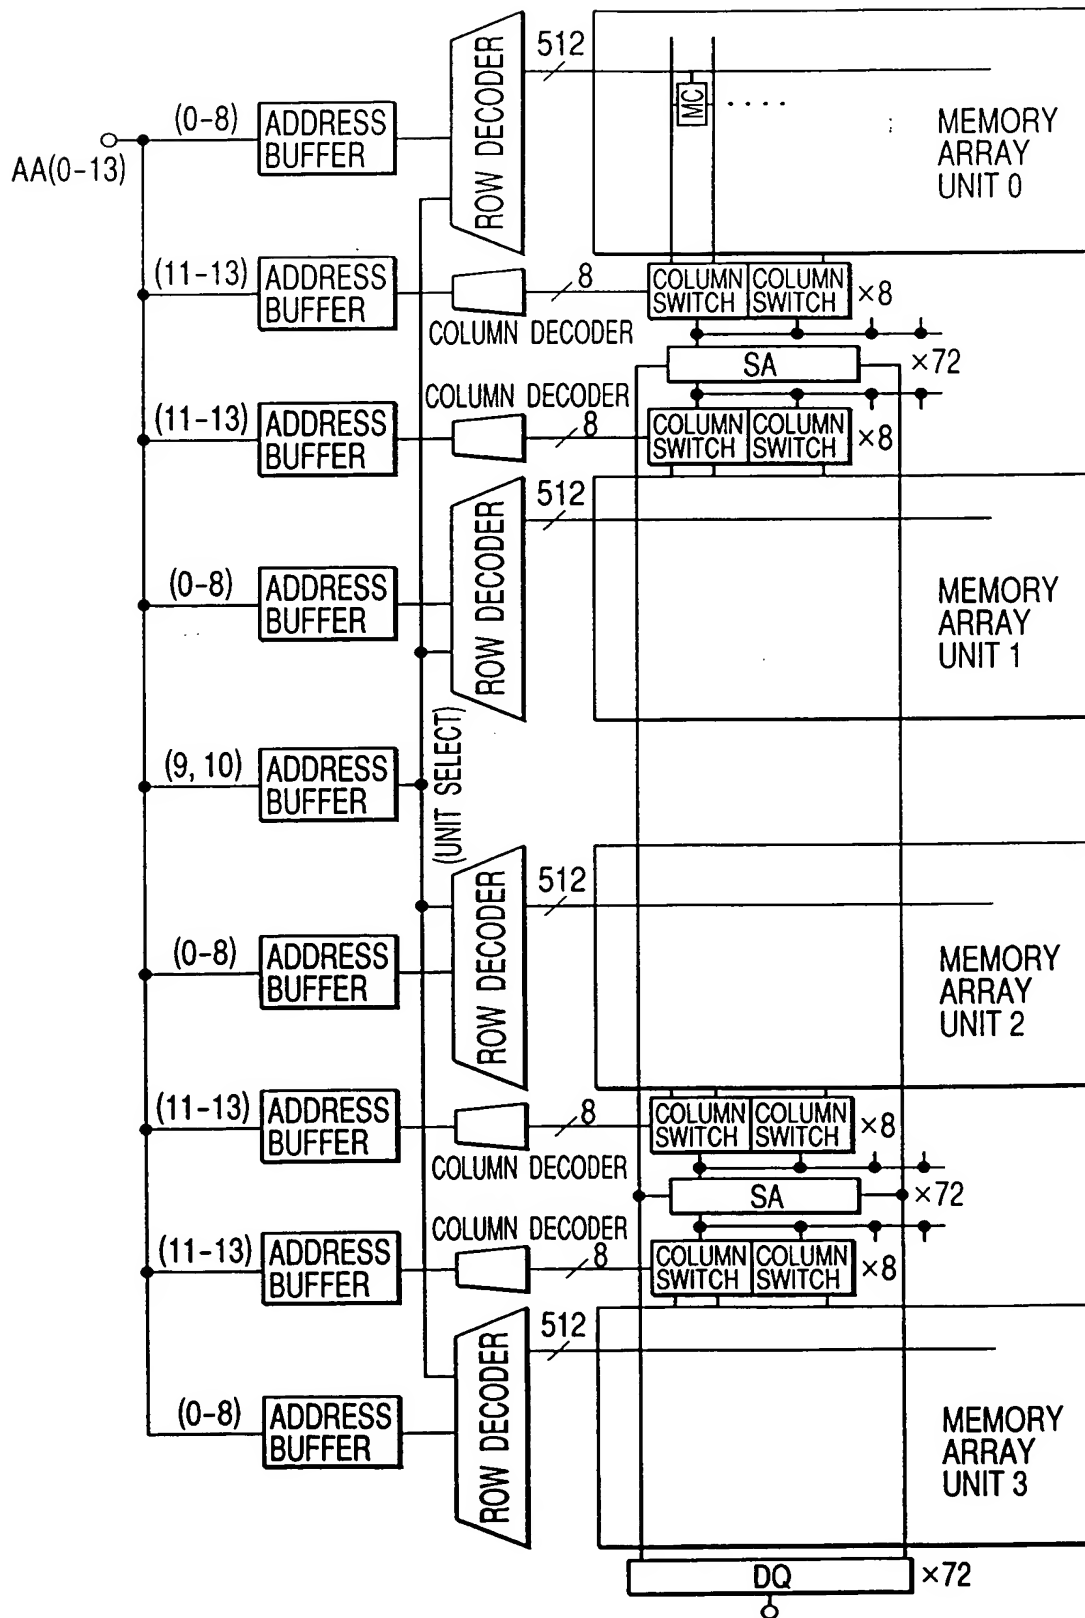 AA(0-13)
(0-8)
ADDRESS
BUFFER
ROW DECODER
512
MC
MEMORY
ARRAY
UNIT 0
(11-13)
ADDRESS
BUFFER
COLUMN DECODER
8
COLUMN
SWITCH
COLUMN
SWITCH
×8
SA
×72
(11-13)
ADDRESS
BUFFER
COLUMN DECODER
8
COLUMN
SWITCH
COLUMN
SWITCH
×8
(0-8)
ADDRESS
BUFFER
ROW DECODER
512
MEMORY
ARRAY
UNIT 1
(9, 10)
ADDRESS
BUFFER
(UNIT SELECT)
(0-8)
ADDRESS
BUFFER
ROW DECODER
512
MEMORY
ARRAY
UNIT 2
(11-13)
ADDRESS
BUFFER
COLUMN DECODER
8
COLUMN
SWITCH
COLUMN
SWITCH
×8
SA
×72
(11-13)
ADDRESS
BUFFER
COLUMN DECODER
8
COLUMN
SWITCH
COLUMN
SWITCH
×8
(0-8)
ADDRESS
BUFFER
ROW DECODER
512
MEMORY
ARRAY
UNIT 3
DQ
×72